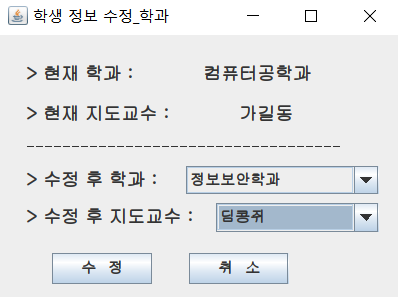 학생 정보 수정_학과
> 현재 학과 : 컴퓨터공학과
> 현재 지도교수 : 가길동
-----------------------------------
> 수정 후 학과 : 정보보안학과
> 수정 후 지도교수 : 딤콩쥐
수 정 취 소